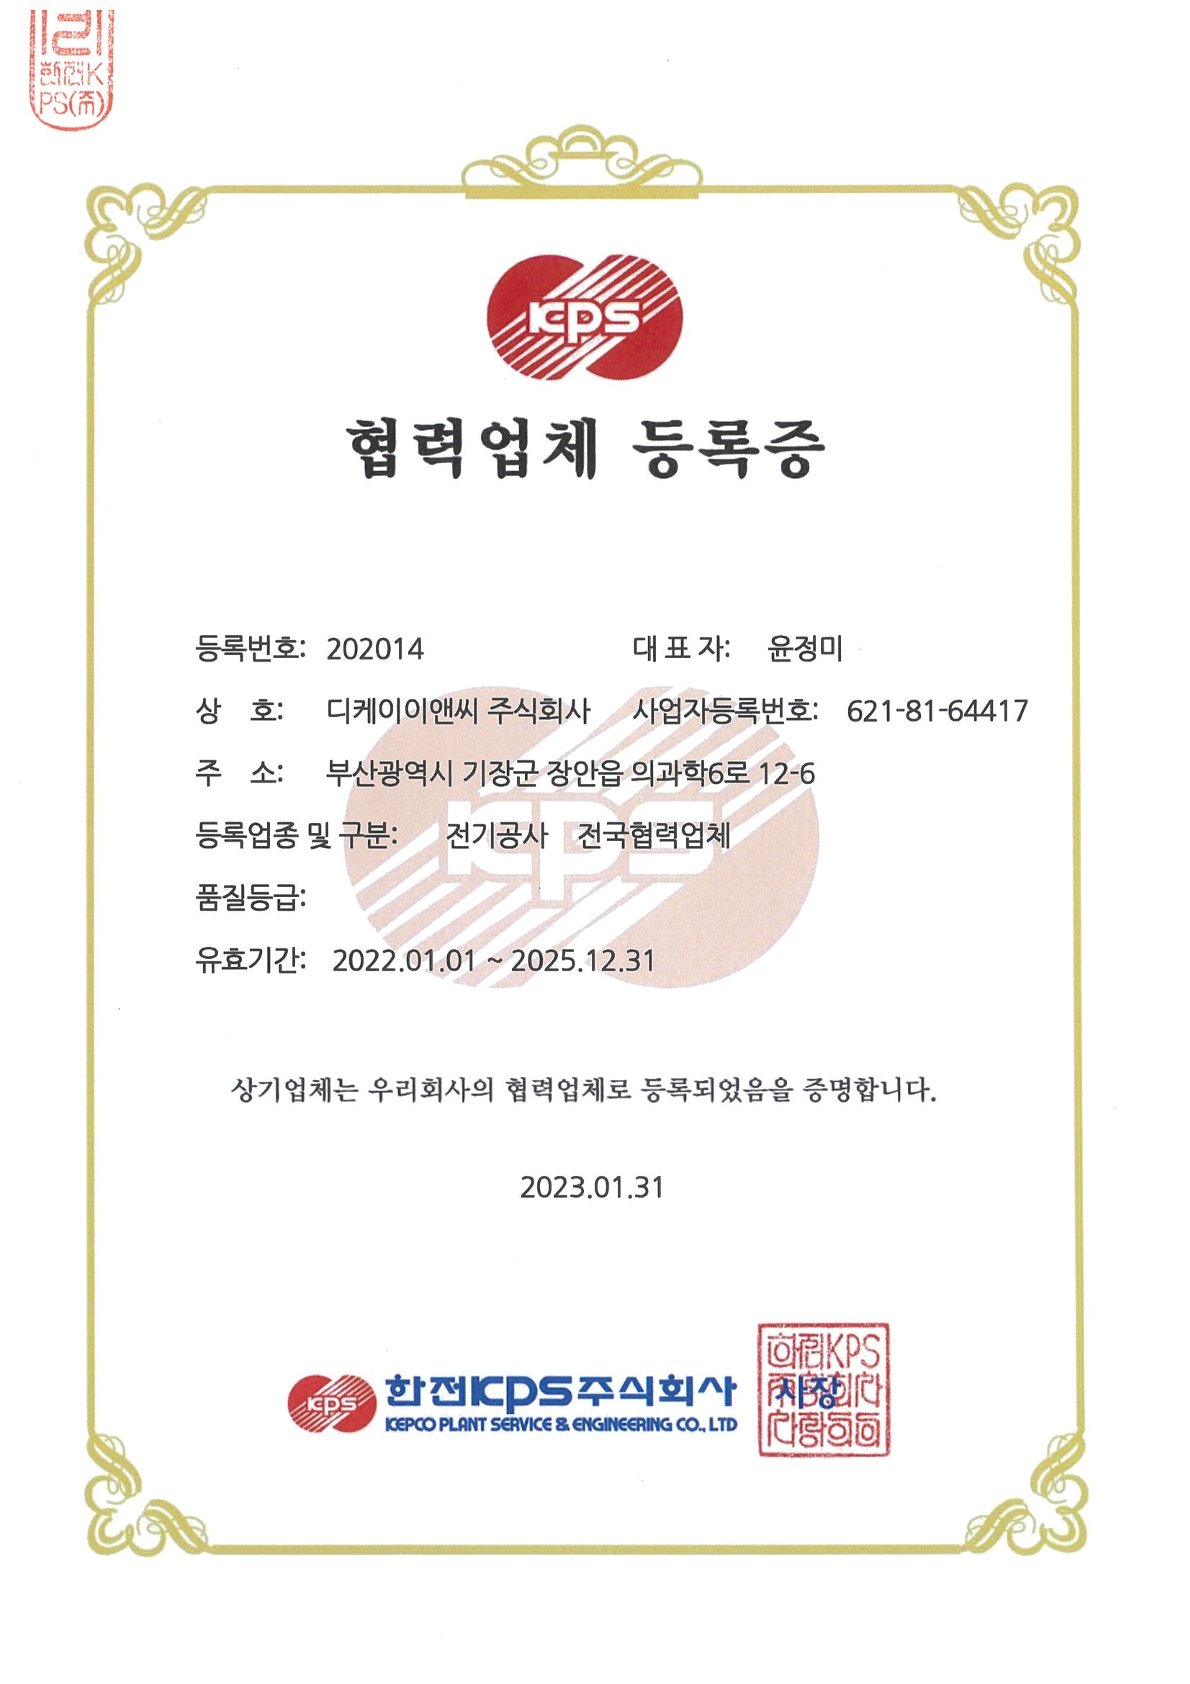 한전K
PS(주)
KPS
협력업체 등록증
등록번호: 202014 대 표 자: 윤정미
상 호: 디케이이앤씨 주식회사 사업자등록번호: 621-81-64417
주 소: 부산광역시 기장군 장안읍 의과학6로 12-6
등록업종 및 구분: 전기공사 전국협력업체
품질등급:
유효기간: 2022.01.01 ~ 2025.12.31
KPS
상기업체는 우리회사의 협력업체로 등록되었음을 증명합니다.
2023.01.31
KPS 한전KPS주식회사 사장
KEPCO PLANT SERVICE & ENGINEERING CO., LTD